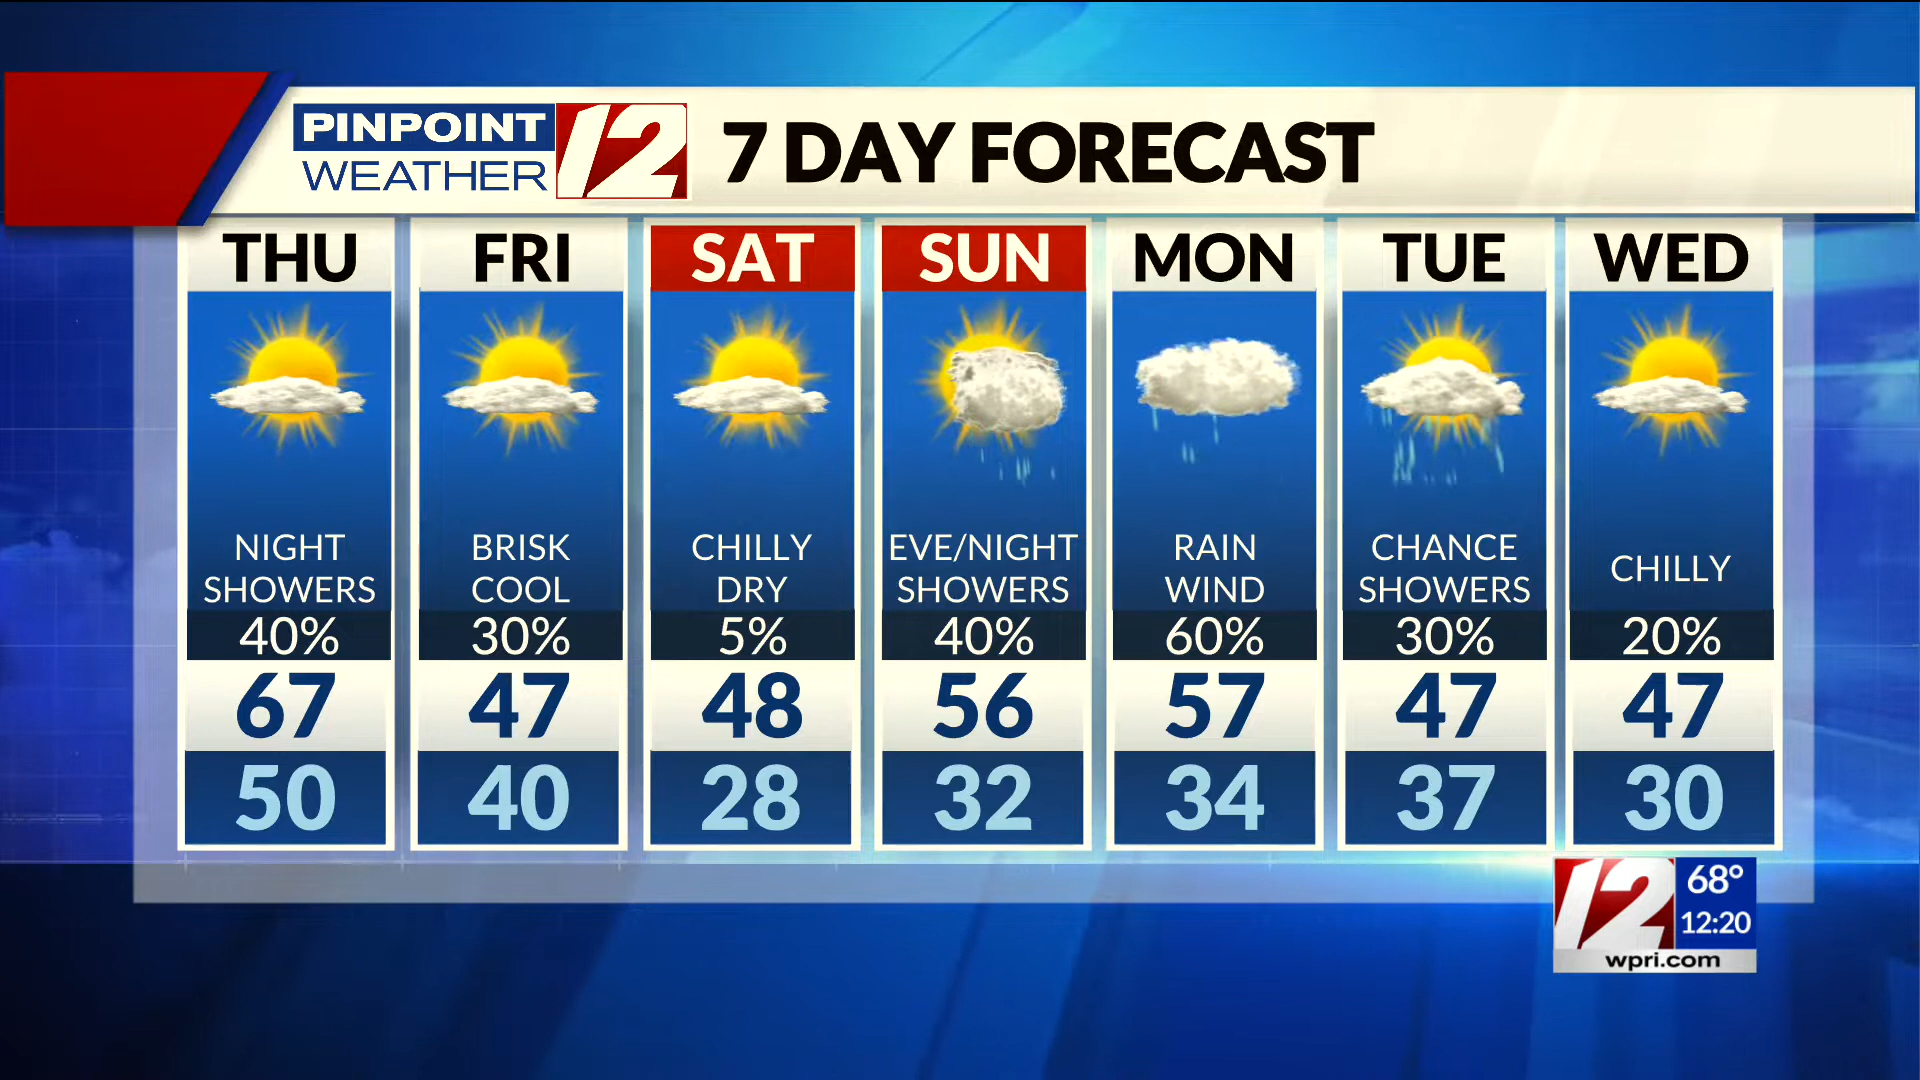 PINPOINT
WEATHER 12
7 DAY FORECAST
THU
NIGHT
SHOWERS
40%
67
50
FRI
BRISK
COOL
30%
47
40
SAT
CHILLY
DRY
5%
48
28
SUN
EVE/NIGHT
SHOWERS
40%
56
32
MON
RAIN
WIND
60%
57
34
TUE
CHANCE
SHOWERS
30%
47
37
WED
CHILLY
20%
47
30
12
68°
12:20
wpri.com